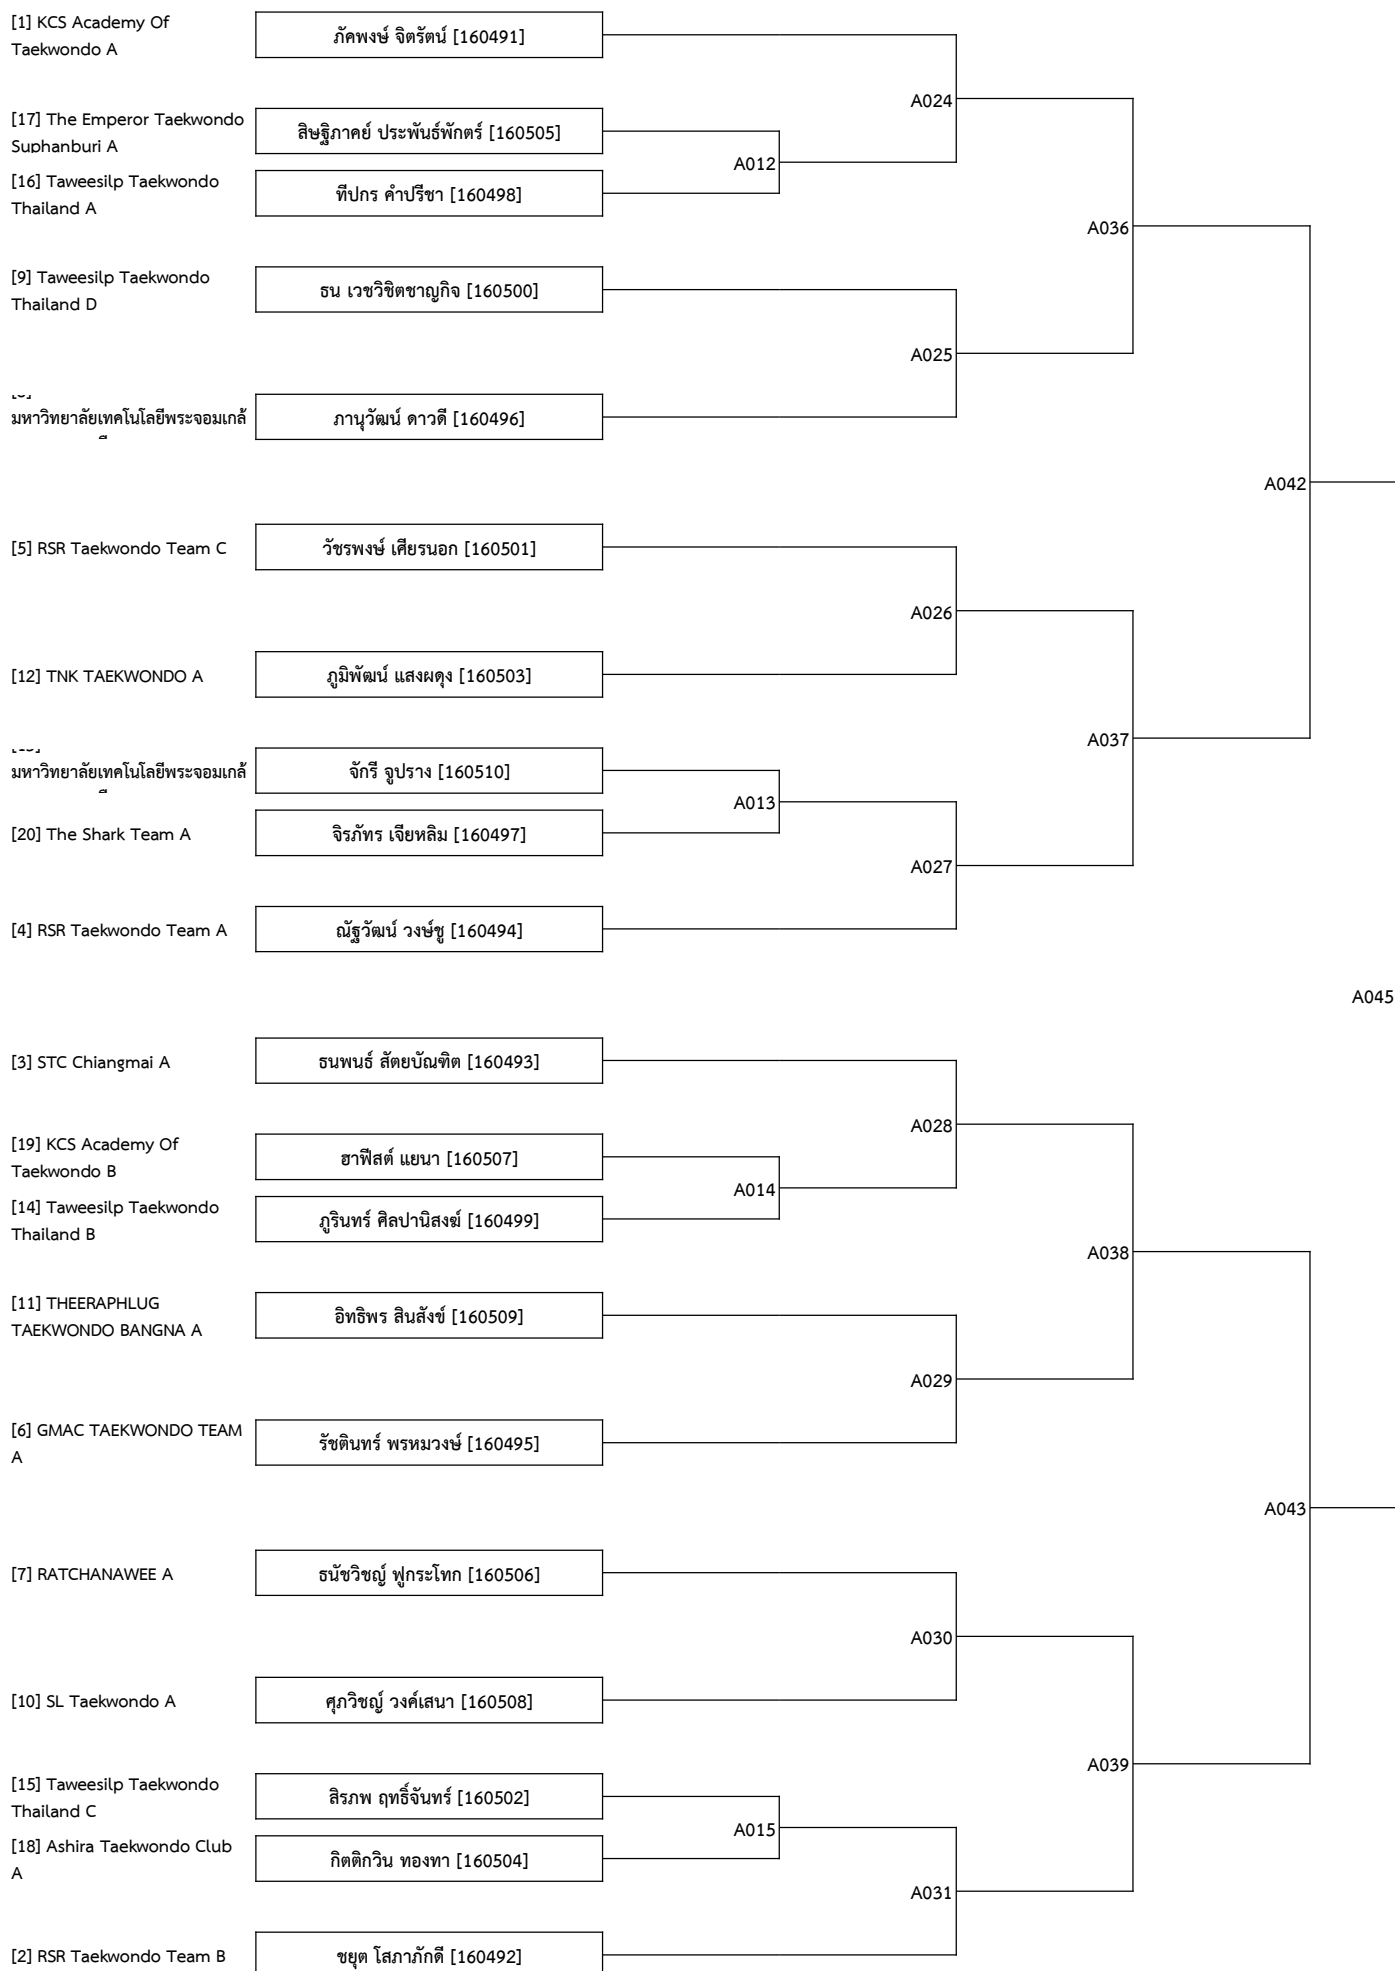 [1] KCS Academy Of
Taekwondo A
ภัคพงษ์ จิตรัตน์ [160491]
A024
[17] The Emperor Taekwondo
Suphanburi A
สิษฐิภาคย์ ประพันธ์พักตร์ [160505]
A012
[16] Taweesilp Taekwondo
Thailand A
ทีปกร คำปรีชา [160498]
A036
[9] Taweesilp Taekwondo
Thailand D
ธน เวชวิชิตชาญกิจ [160500]
A025
มหาวิทยาลัยเทคโนโลยีพระจอมเกล้
ภานุวัฒน์ ดาวดี [160496]
A042
[5] RSR Taekwondo Team C
วัชรพงษ์ เศียรนอก [160501]
A026
[12] TNK TAEKWONDO A
ภูมิพัฒน์ แสงผดุง [160503]
A037
มหาวิทยาลัยเทคโนโลยีพระจอมเกล้
จักรี จูปราง [160510]
A013
[20] The Shark Team A
จิรภัทร เจียหลิม [160497]
A027
[4] RSR Taekwondo Team A
ณัฐวัฒน์ วงษ์ชู [160494]
A045
[3] STC Chiangmai A
ธนพนธ์ สัตยบัณฑิต [160493]
A028
[19] KCS Academy Of
Taekwondo B
ฮาฟีสต์ แยนา [160507]
A014
[14] Taweesilp Taekwondo
Thailand B
ภูรินทร์ ศิลปานิสงฆ์ [160499]
A038
[11] THEERAPHLUG
TAEKWONDO BANGNA A
อิทธิพร สินสังข์ [160509]
A029
[6] GMAC TAEKWONDO TEAM
A
รัชตินทร์ พรหมวงษ์ [160495]
A043
[7] RATCHANAWEE A
ธนัชวิชญ์ ฟูกระโทก [160506]
A030
[10] SL Taekwondo A
ศุภวิชญ์ วงค์เสนา [160508]
A039
[15] Taweesilp Taekwondo
Thailand C
สิรภพ ฤทธิ์จันทร์ [160502]
A015
[18] Ashira Taekwondo Club
A
กิตติกวิน ทองทา [160504]
A031
[2] RSR Taekwondo Team B
ชยุต โสภาภักดี [160492]